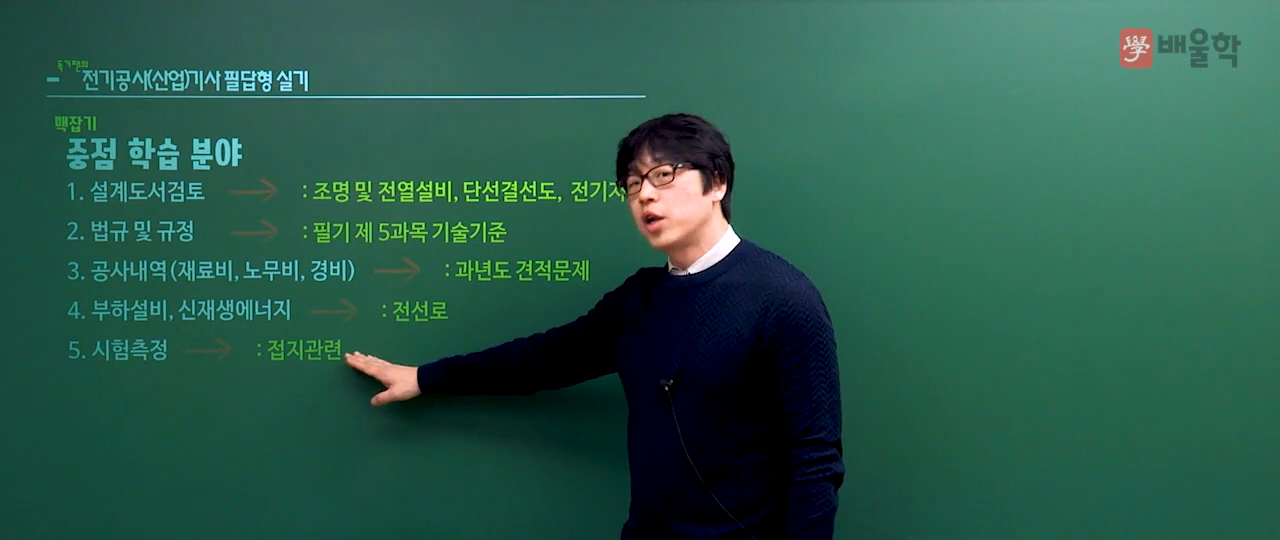 독기팬의
전기공사(산업)기사 필답형 실기
學 배울학
맥잡기
중점 학습 분야
1. 설계도서검토 → : 조명 및 전열설비, 단선결선도,
2. 법규 및 규정 → : 필기 제 5과목 기술기준
3. 공사내역(재료비, 노무비, 경비) → : 과년도 견적문제
4. 부하설비, 신재생에너지 → : 전선로
5. 시험측정 → : 접지관련